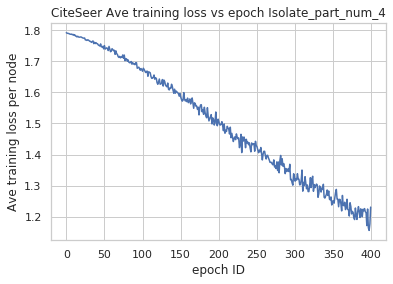 CiteSeer Ave training loss vs epoch Isolate_part_num_4
1.8
1.7
1.6
1.5
1.4
1.3
1.2
Ave training loss per node
0 50 100 150 200 250 300 350 400
epoch ID